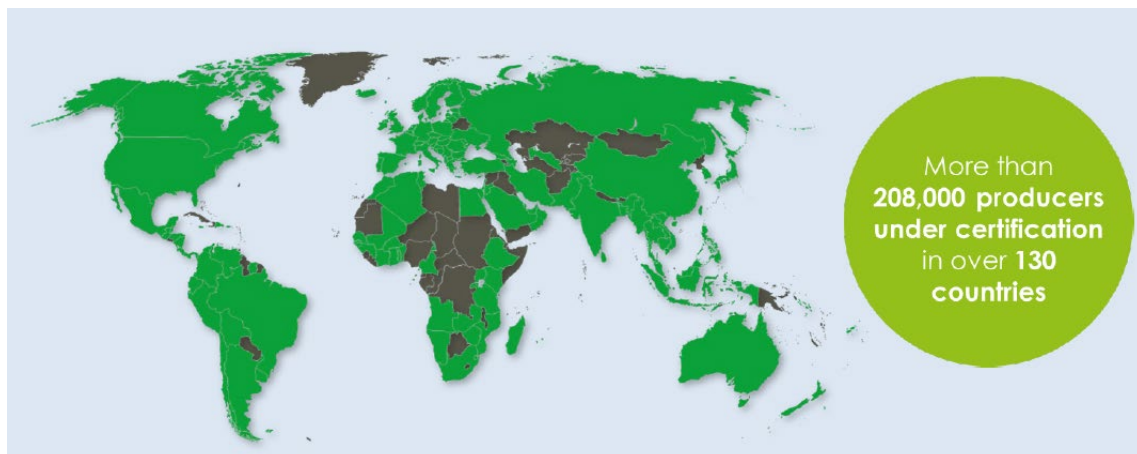 More than
208,000 producers
under certification
in over 130
countries